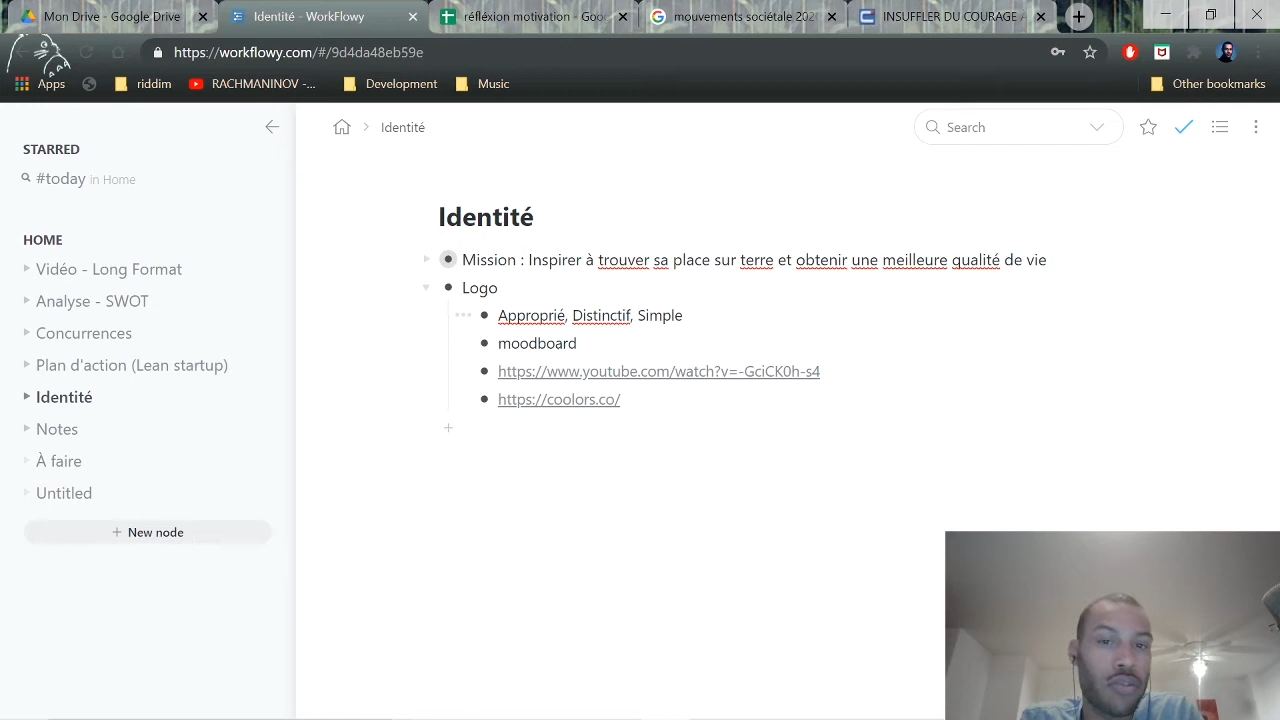 Mon Drive - Google Drive
Identité - WorkFlowy
réfléxion motivation - Goo
mouvements sociétale 202
INSUFFLER DU COURAGE
https://workflowy.com/#/9d4da48eb59e
Apps
riddim
RACHMANINOV -...
Development
Music
Other bookmarks
STARRED
#today in Home
HOME
Vidéo - Long Format
Analyse - SWOT
Concurrences
Plan d'action (Lean startup)
Identité
Notes
À faire
Untitled
+ New node
Identité
Search
Identité
Mission : Inspirer à trouver sa place sur terre et obtenir une meilleure qualité de vie
Logo
Approprié, Distinctif, Simple
moodboard
https://www.youtube.com/watch?v=-GciCK0h-s4
https://coolors.co/